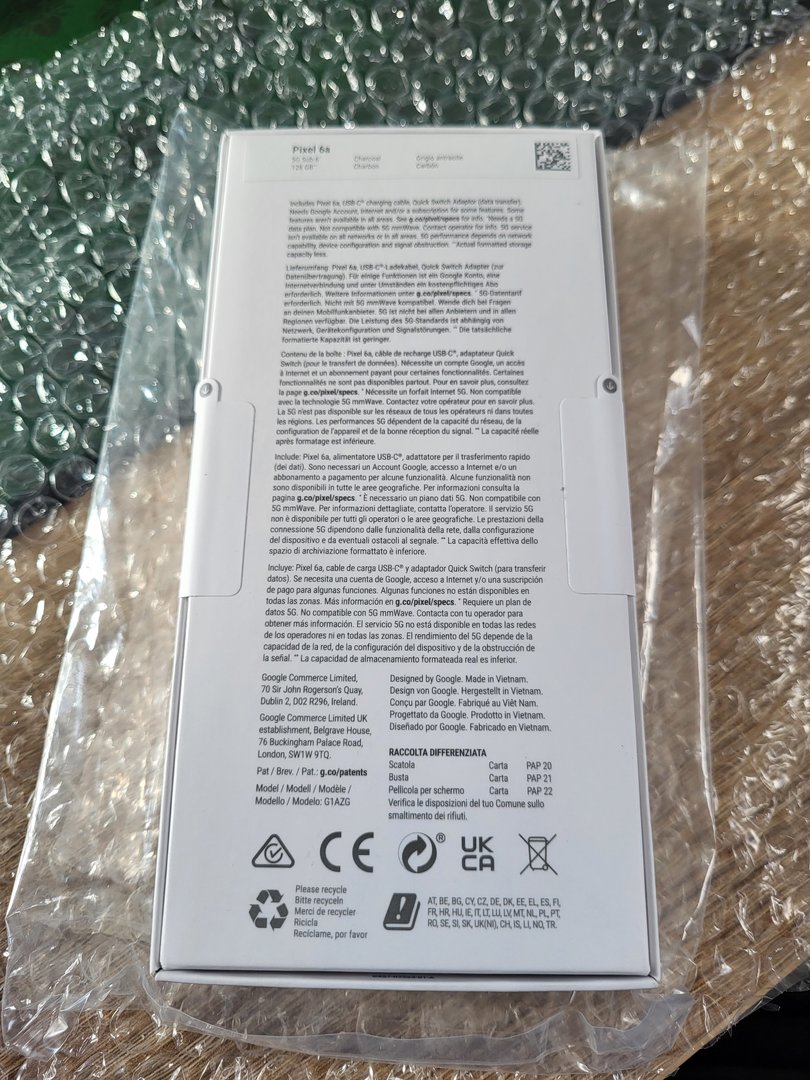 Pixel 6a
5G Sub-6* Charcoal Grigio antracite
128 GB** Charbon Carbón
Includes Pixel 6a, USB-C® charging cable, Quick Switch Adaptor (data transfer).
Needs Google Account, Internet and/or a subscription for some features. Some
features aren't available in all areas. See g.co/pixel/specs for info. *Needs a 5G
data plan. Not compatible with 5G mmWave. Contact operator for info. 5G service
isn't available on all networks or in all areas. 5G performance depends on network
capability, device configuration and signal obstruction. **Actual formatted storage
capacity less.
Lieferumfang: Pixel 6a, USB-C®-Ladekabel, Quick Switch Adapter (zur
Datenübertragung). Für einige Funktionen ist ein Google Konto, eine
Internetverbindung und unter Umständen ein kostenpflichtiges Abo
erforderlich. Weitere Informationen unter g.co/pixel/specs. *5G-Datentarif
erforderlich. Nicht mit 5G mmWave kompatibel. Wende dich bei Fragen
an deinen Mobilfunkanbieter. 5G ist nicht bei allen Anbietern und in allen
Regionen verfügbar. Die Leistung des 5G-Standards ist abhängig von
Netzwerk, Gerätekonfiguration und Signalstörungen. ** Die tatsächliche
formatierte Kapazität ist geringer.
Contenu de la boîte : Pixel 6a, câble de recharge USB-C®, adaptateur Quick
Switch (pour le transfert de données). Nécessite un compte Google, un accès
à Internet et un abonnement payant pour certaines fonctionnalités. Certaines
fonctionnalités ne sont pas disponibles partout. Pour en savoir plus, consultez
la page g.co/pixel/specs. * Nécessite un forfait Internet 5G. Non compatible
avec la technologie 5G mmWave. Contactez votre opérateur pour en savoir plus.
La 5G n'est pas disponible sur les réseaux de tous les opérateurs ni dans toutes
les régions. Les performances 5G dépendent de la capacité du réseau, de la
configuration de l'appareil et de la bonne réception du signal. ** La capacité réelle
après formatage est inférieure.
Include: Pixel 6a, alimentatore USB-C®, adattatore per il trasferimento rapido
(dei dati). Sono necessari un Account Google, accesso a Internet e/o un
abbonamento a pagamento per alcune funzionalità. Alcune funzionalità non
sono disponibili in tutte le aree geografiche. Per informazioni consulta la
pagina g.co/pixel/specs. * È necessario un piano dati 5G. Non compatibile con
5G mmWave. Per informazioni dettagliate, contatta l'operatore. Il servizio 5G
non è disponibile per tutti gli operatori o le aree geografiche. Le prestazioni della
connessione 5G dipendono dalle funzionalità della rete, dalla configurazione
del dispositivo e da eventuali ostacoli al segnale. ** La capacità effettiva dello
spazio di archiviazione formattato è inferiore.
Incluye: Pixel 6a, cable de carga USB-C® y adaptador Quick Switch (para transferir
datos). Se necesita una cuenta de Google, acceso a Internet y/o una suscripción
de pago para algunas funciones. Algunas funciones no están disponibles en
todas las zonas. Más información en g.co/pixel/specs. * Requiere un plan de
datos 5G. No compatible con 5G mmWave. Contacta con tu operador para
obtener más información. El servicio 5G no está disponible en todas las redes
de los operadores ni en todas las zonas. El rendimiento del 5G depende de la
capacidad de la red, de la configuración del dispositivo y de la obstrucción de
la señal. ** La capacidad de almacenamiento formateada real es inferior.
Google Commerce Limited,
70 Sir John Rogerson's Quay,
Dublin 2, D02 R296, Ireland.
Google Commerce Limited UK
establishment, Belgrave House,
76 Buckingham Palace Road,
London, SW1W 9TQ.
Pat / Brev. / Pat.: g.co/patents
Model / Modell / Modèle /
Modello / Modelo: G1AZG
Designed by Google. Made in Vietnam.
Design von Google. Hergestellt in Vietnam.
Conçu par Google. Fabriqué au Viêt Nam.
Progettato da Google. Prodotto in Vietnam.
Diseñado por Google. Fabricado en Vietnam.
RACCOLTA DIFFERENZIATA
Scatola Carta PAP 20
Busta Carta PAP 21
Pellicola per schermo Carta PAP 22
Verifica le disposizioni del tuo Comune sullo
smaltimento dei rifiuti.
CE ® UK
CA
Please recycle
Bitte recyceln
Merci de recycler
Ricicla
Recíclame, por favor
AT, BE, BG, CY, CZ, DE, DK, EE, EL, ES, FI,
FR, HR, HU, IE, IT, LT, LU, LV, MT, NL, PL, PT,
RO, SE, SI, SK, UK(NI), CH, IS, LI, NO, TR.